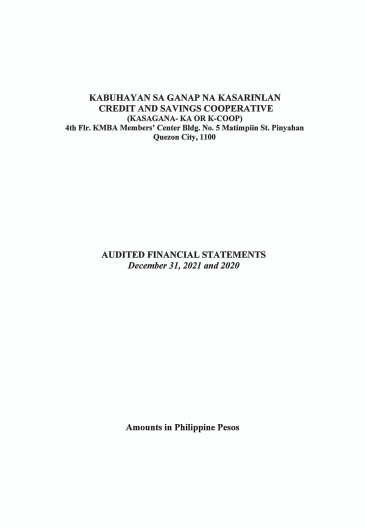 KABUHAYAN SA GANAP NA KASARINLAN
CREDIT AND SAVINGS COOPERATIVE
(KASAGANA- KA OR K-COOP)
4th Flr. KMBA Members' Center Bldg. No. 5 Matimpiin St. Pinyahan
Quezon City, 1100
AUDITED FINANCIAL STATEMENTS
December 31, 2021 and 2020
Amounts in Philippine Pesos